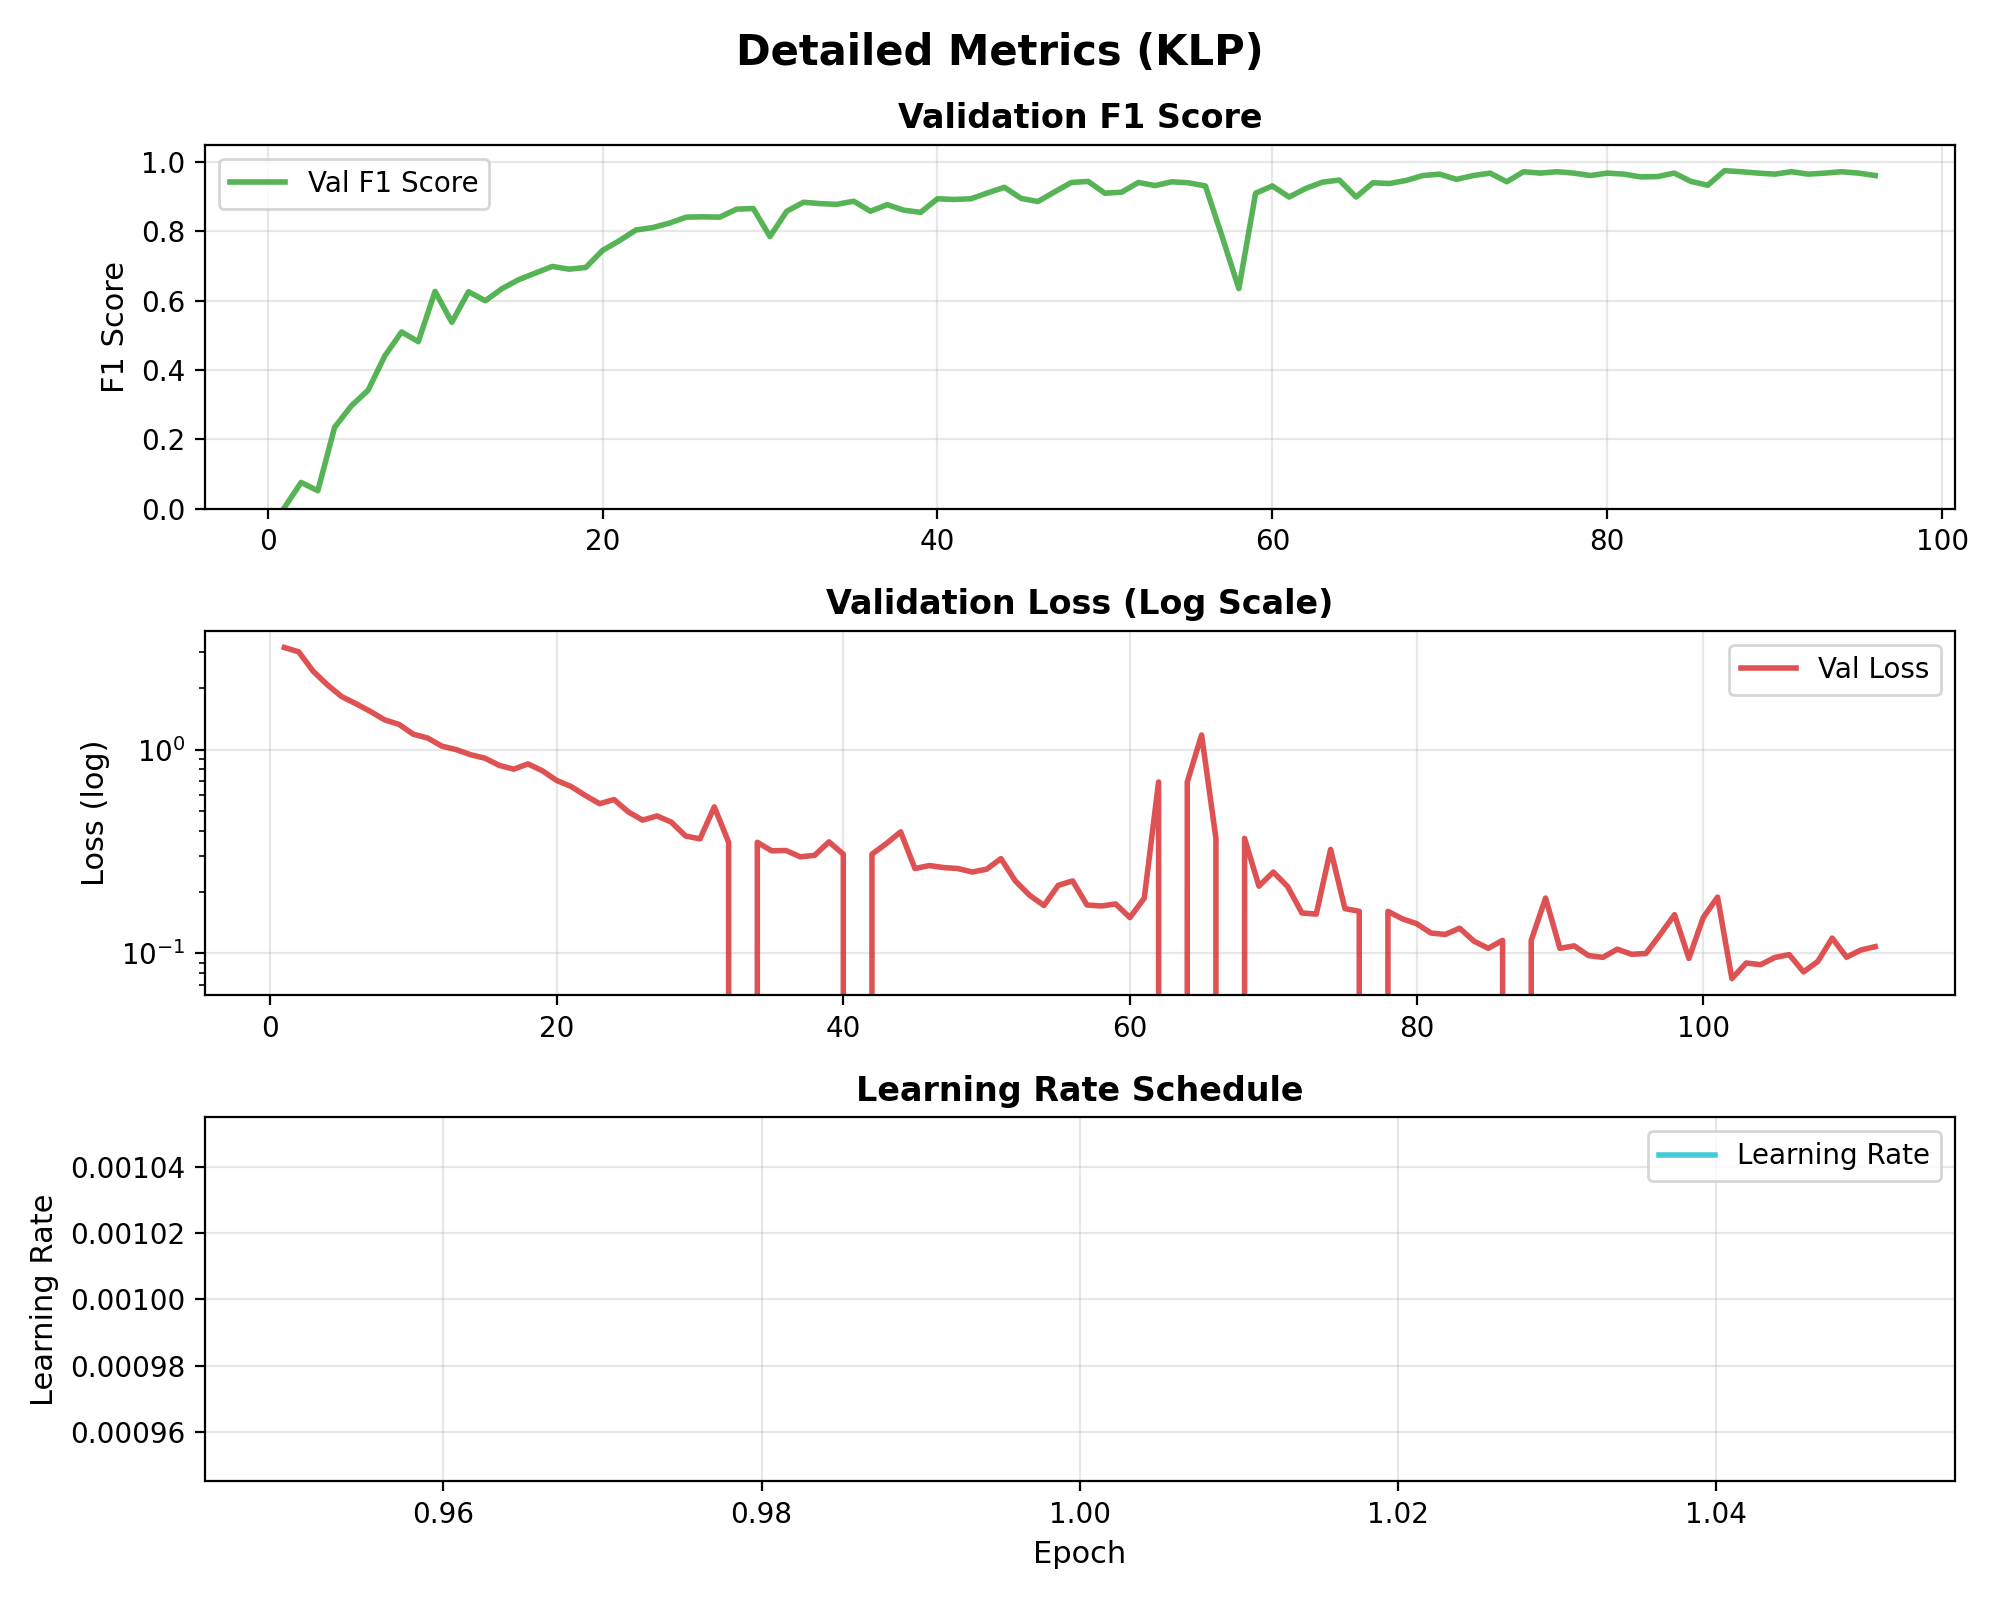 Detailed Metrics (KLP)
Validation F1 Score
1.0
0.8
0.6
0.4
0.2
0.0
F1 Score
Val F1 Score
0 20 40 60 80 100
Validation Loss (Log Scale)
10⁰
10⁻¹
Loss (log)
Val Loss
0 20 40 60 80 100
Learning Rate Schedule
0.00104
0.00102
0.00100
0.00098
0.00096
Learning Rate
Learning Rate
0.96 0.98 1.00 1.02 1.04
Epoch